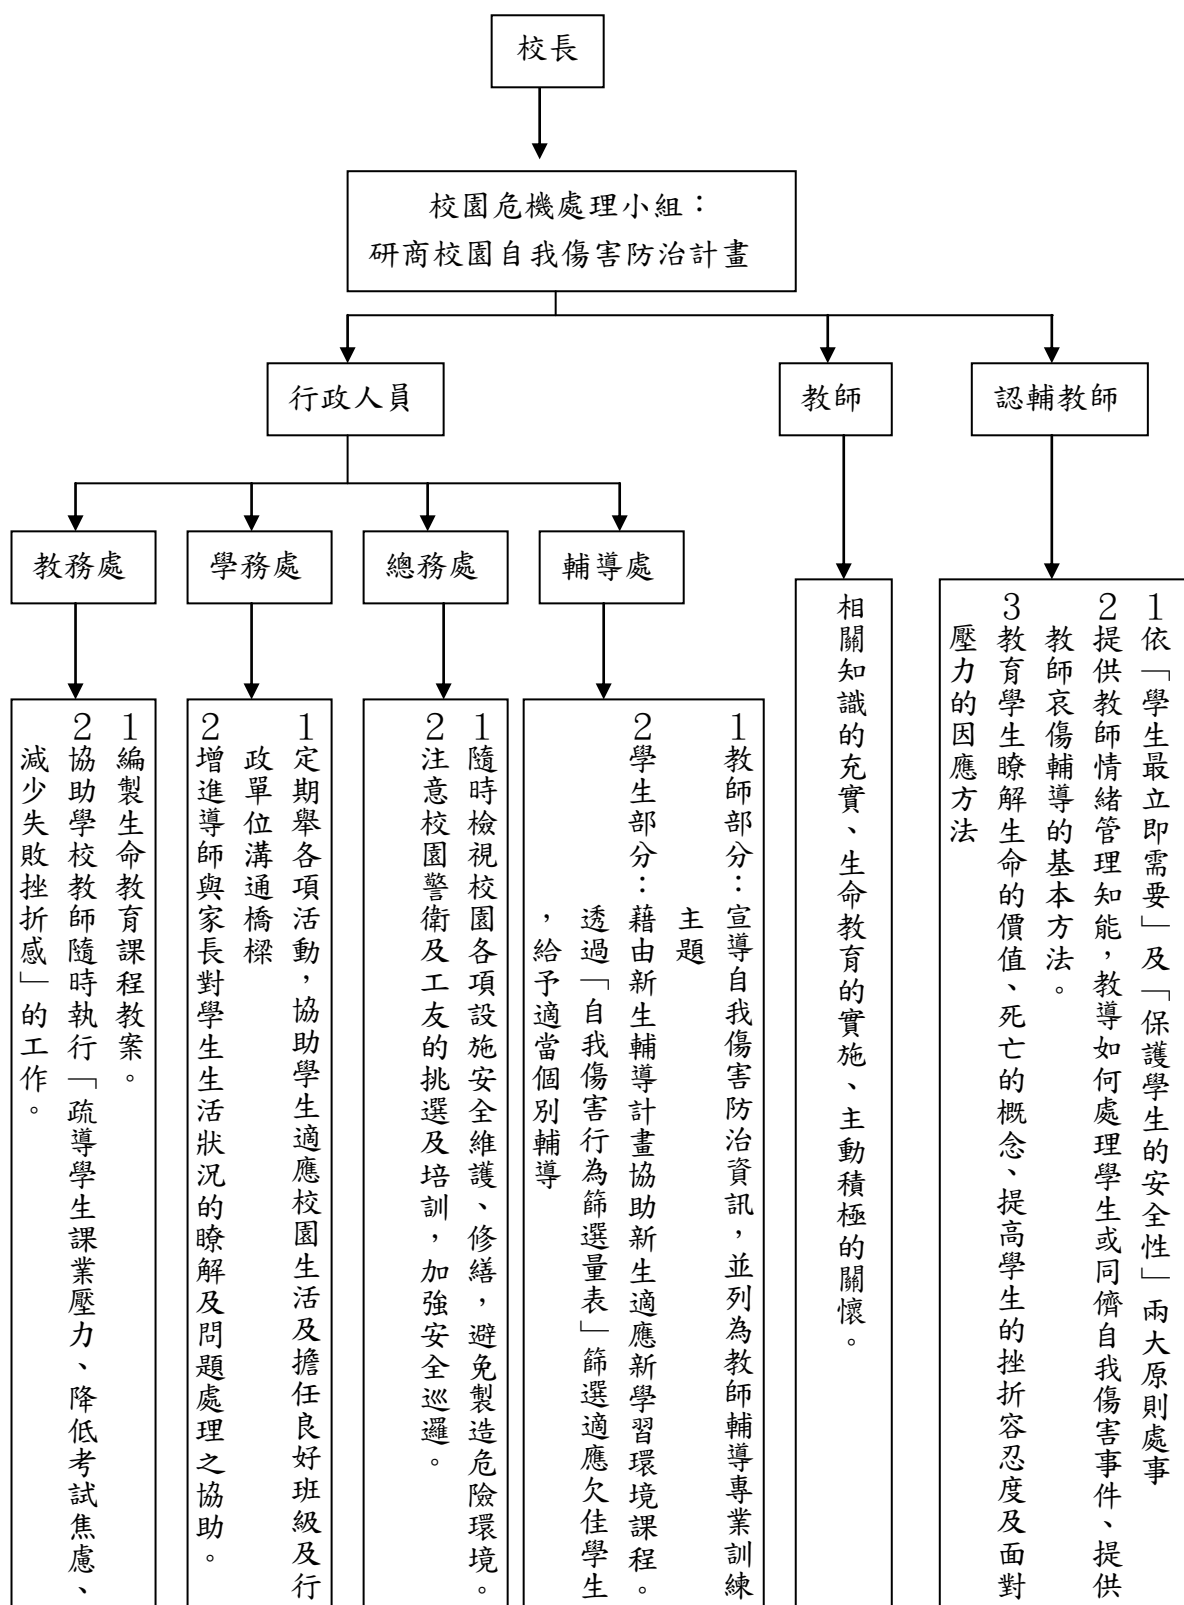 校長
校園危機處理小組：
研商校園自我傷害防治計畫
行政人員
教師
認輔教師
教務處
學務處
總務處
輔導處
1編製生命教育課程教案。
2協助學校教師隨時執行「疏導學生課業壓力、降低考試焦慮、
減少失敗挫折感」的工作。
1定期舉各項活動，協助學生適應校園生活及擔任良好班級及行
政單位溝通橋樑
2增進導師與家長對學生生活狀況的瞭解及問題處理之協助。
1隨時檢視校園各項設施安全維護、修繕，避免製造危險環境。
2注意校園警衛及工友的挑選及培訓，加強安全巡邏。
1教師部分：宣導自我傷害防治資訊，並列為教師輔導專業訓練
主題
2學生部分：藉由新生輔導計畫協助新生適應新學習環境課程。
透過「自我傷害行為篩選量表」篩選適應欠佳學生
，給予適當個別輔導
相關知識的充實、生命教育的實施、主動積極的關懷。
1依「學生最立即需要」及「保護學生的安全性」兩大原則處事
2提供教師情緒管理知能，教導如何處理學生或同儕自我傷害事件、提供
教師哀傷輔導的基本方法。
3教育學生瞭解生命的價值、死亡的概念、提高學生的挫折容忍度及面對
壓力的因應方法